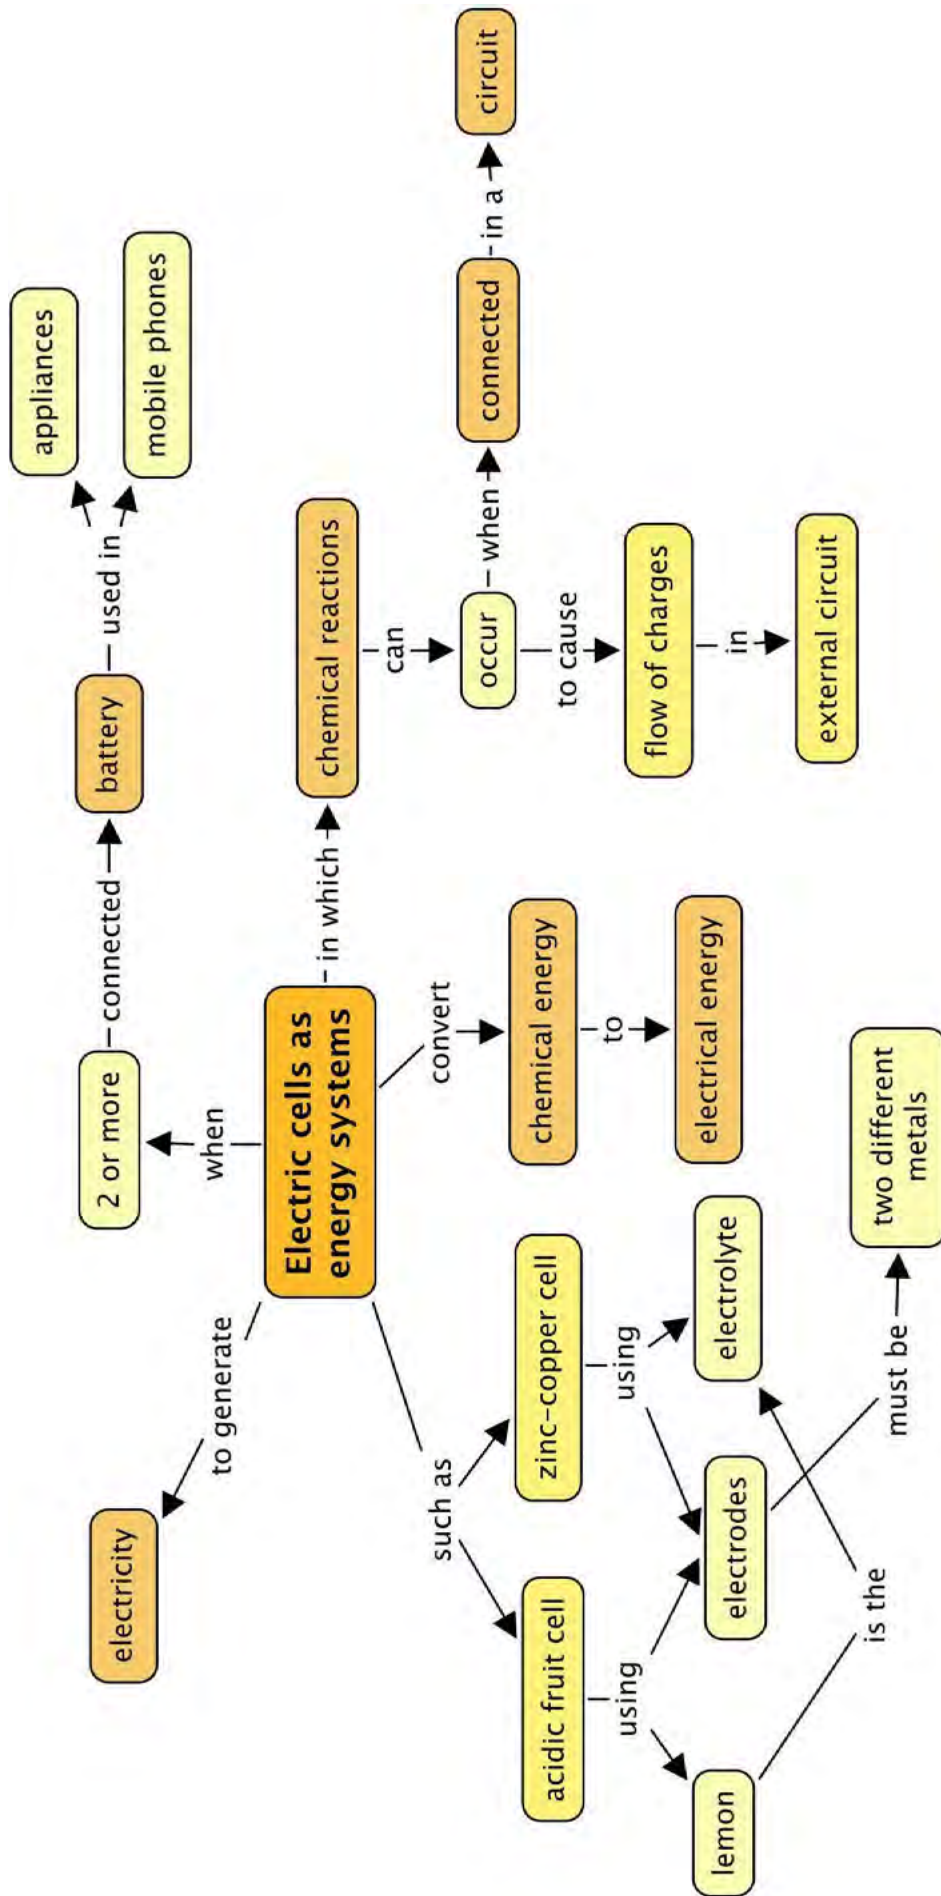 electricity
to generate
2 or more
connected
battery
used in
appliances
mobile phones
when
Electric cells as
energy systems
in which
chemical reactions
can
occur
when
connected
in a
circuit
to cause
flow of charges
in
external circuit
convert
chemical energy
to
electrical energy
such as
acidic fruit cell
zinc-copper cell
using
using
lemon
electrodes
electrolyte
is the
must be
two different
metals